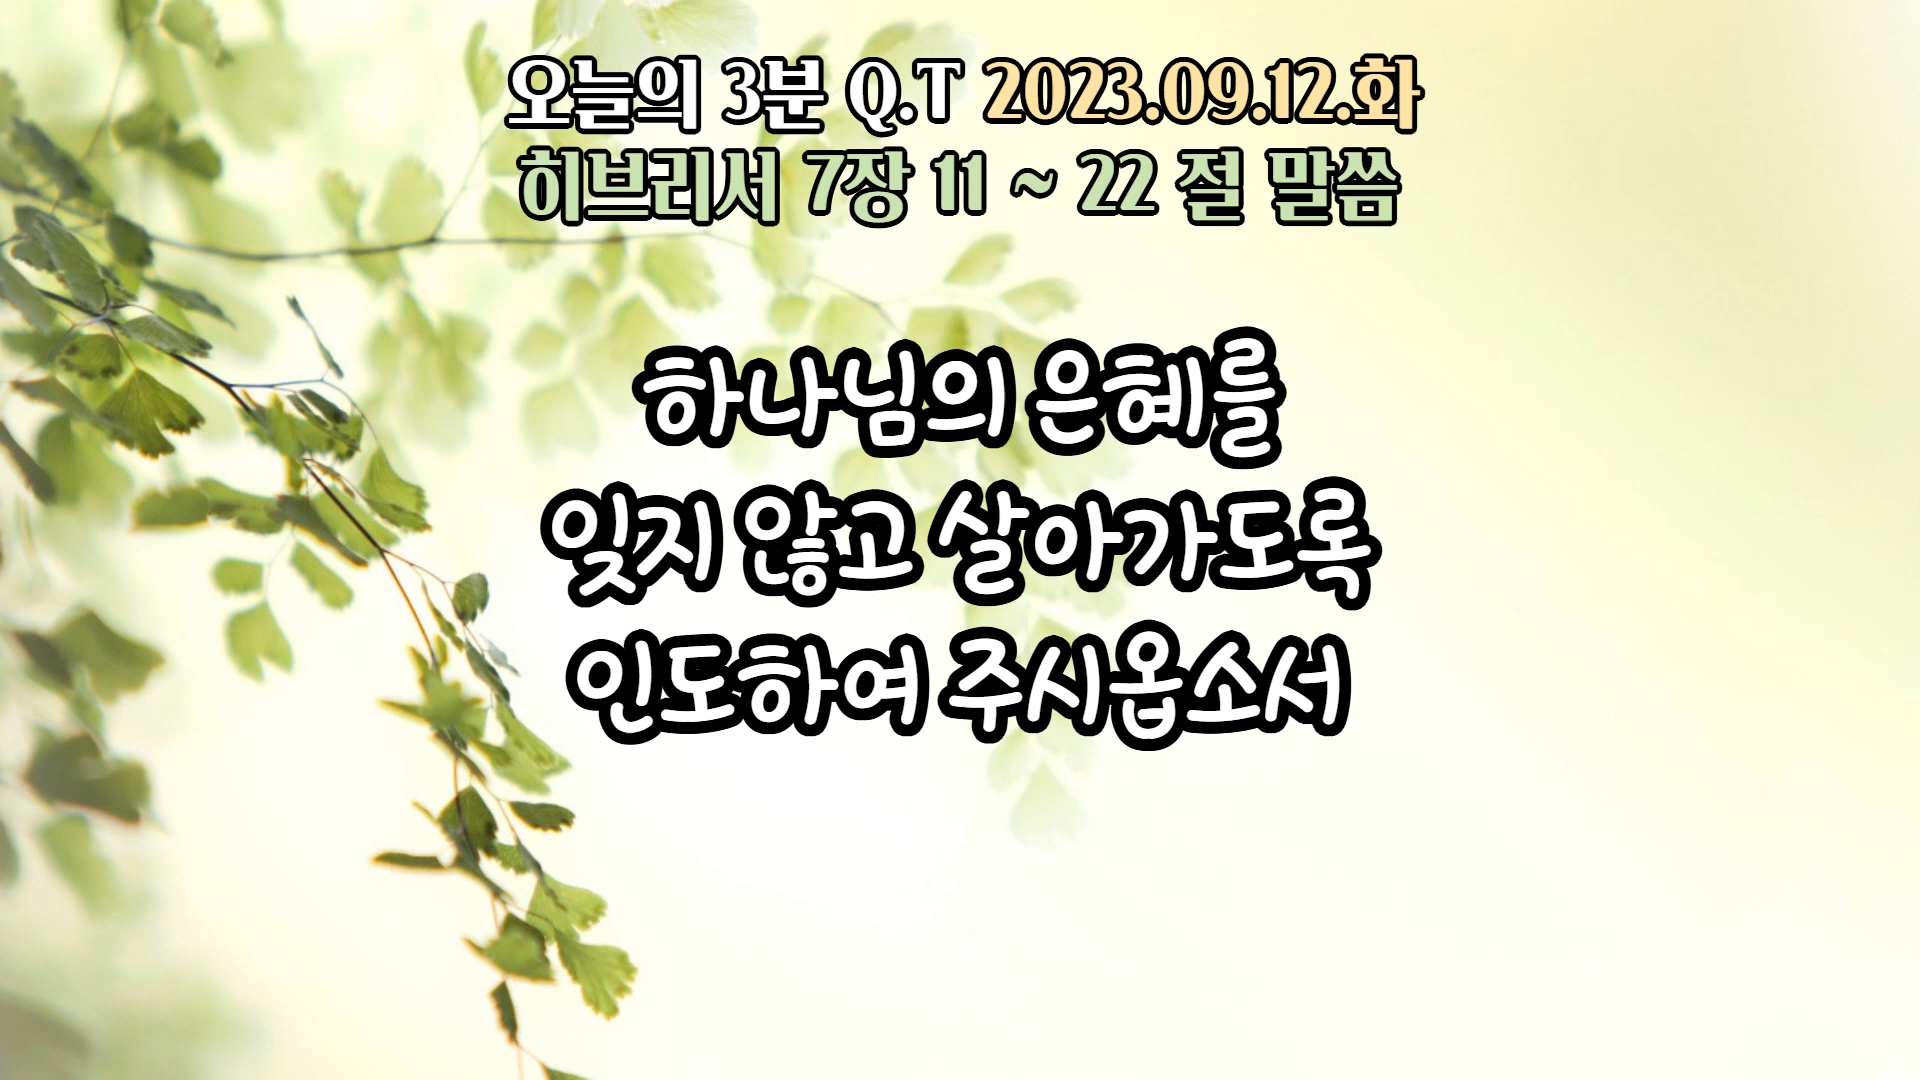 오늘의 3분 Q.T 2023.09.12.화
히브리서 7장 11 ~ 22 절 말씀
하나님의 은혜를
잊지 않고 살아가도록
인도하여 주시옵소서